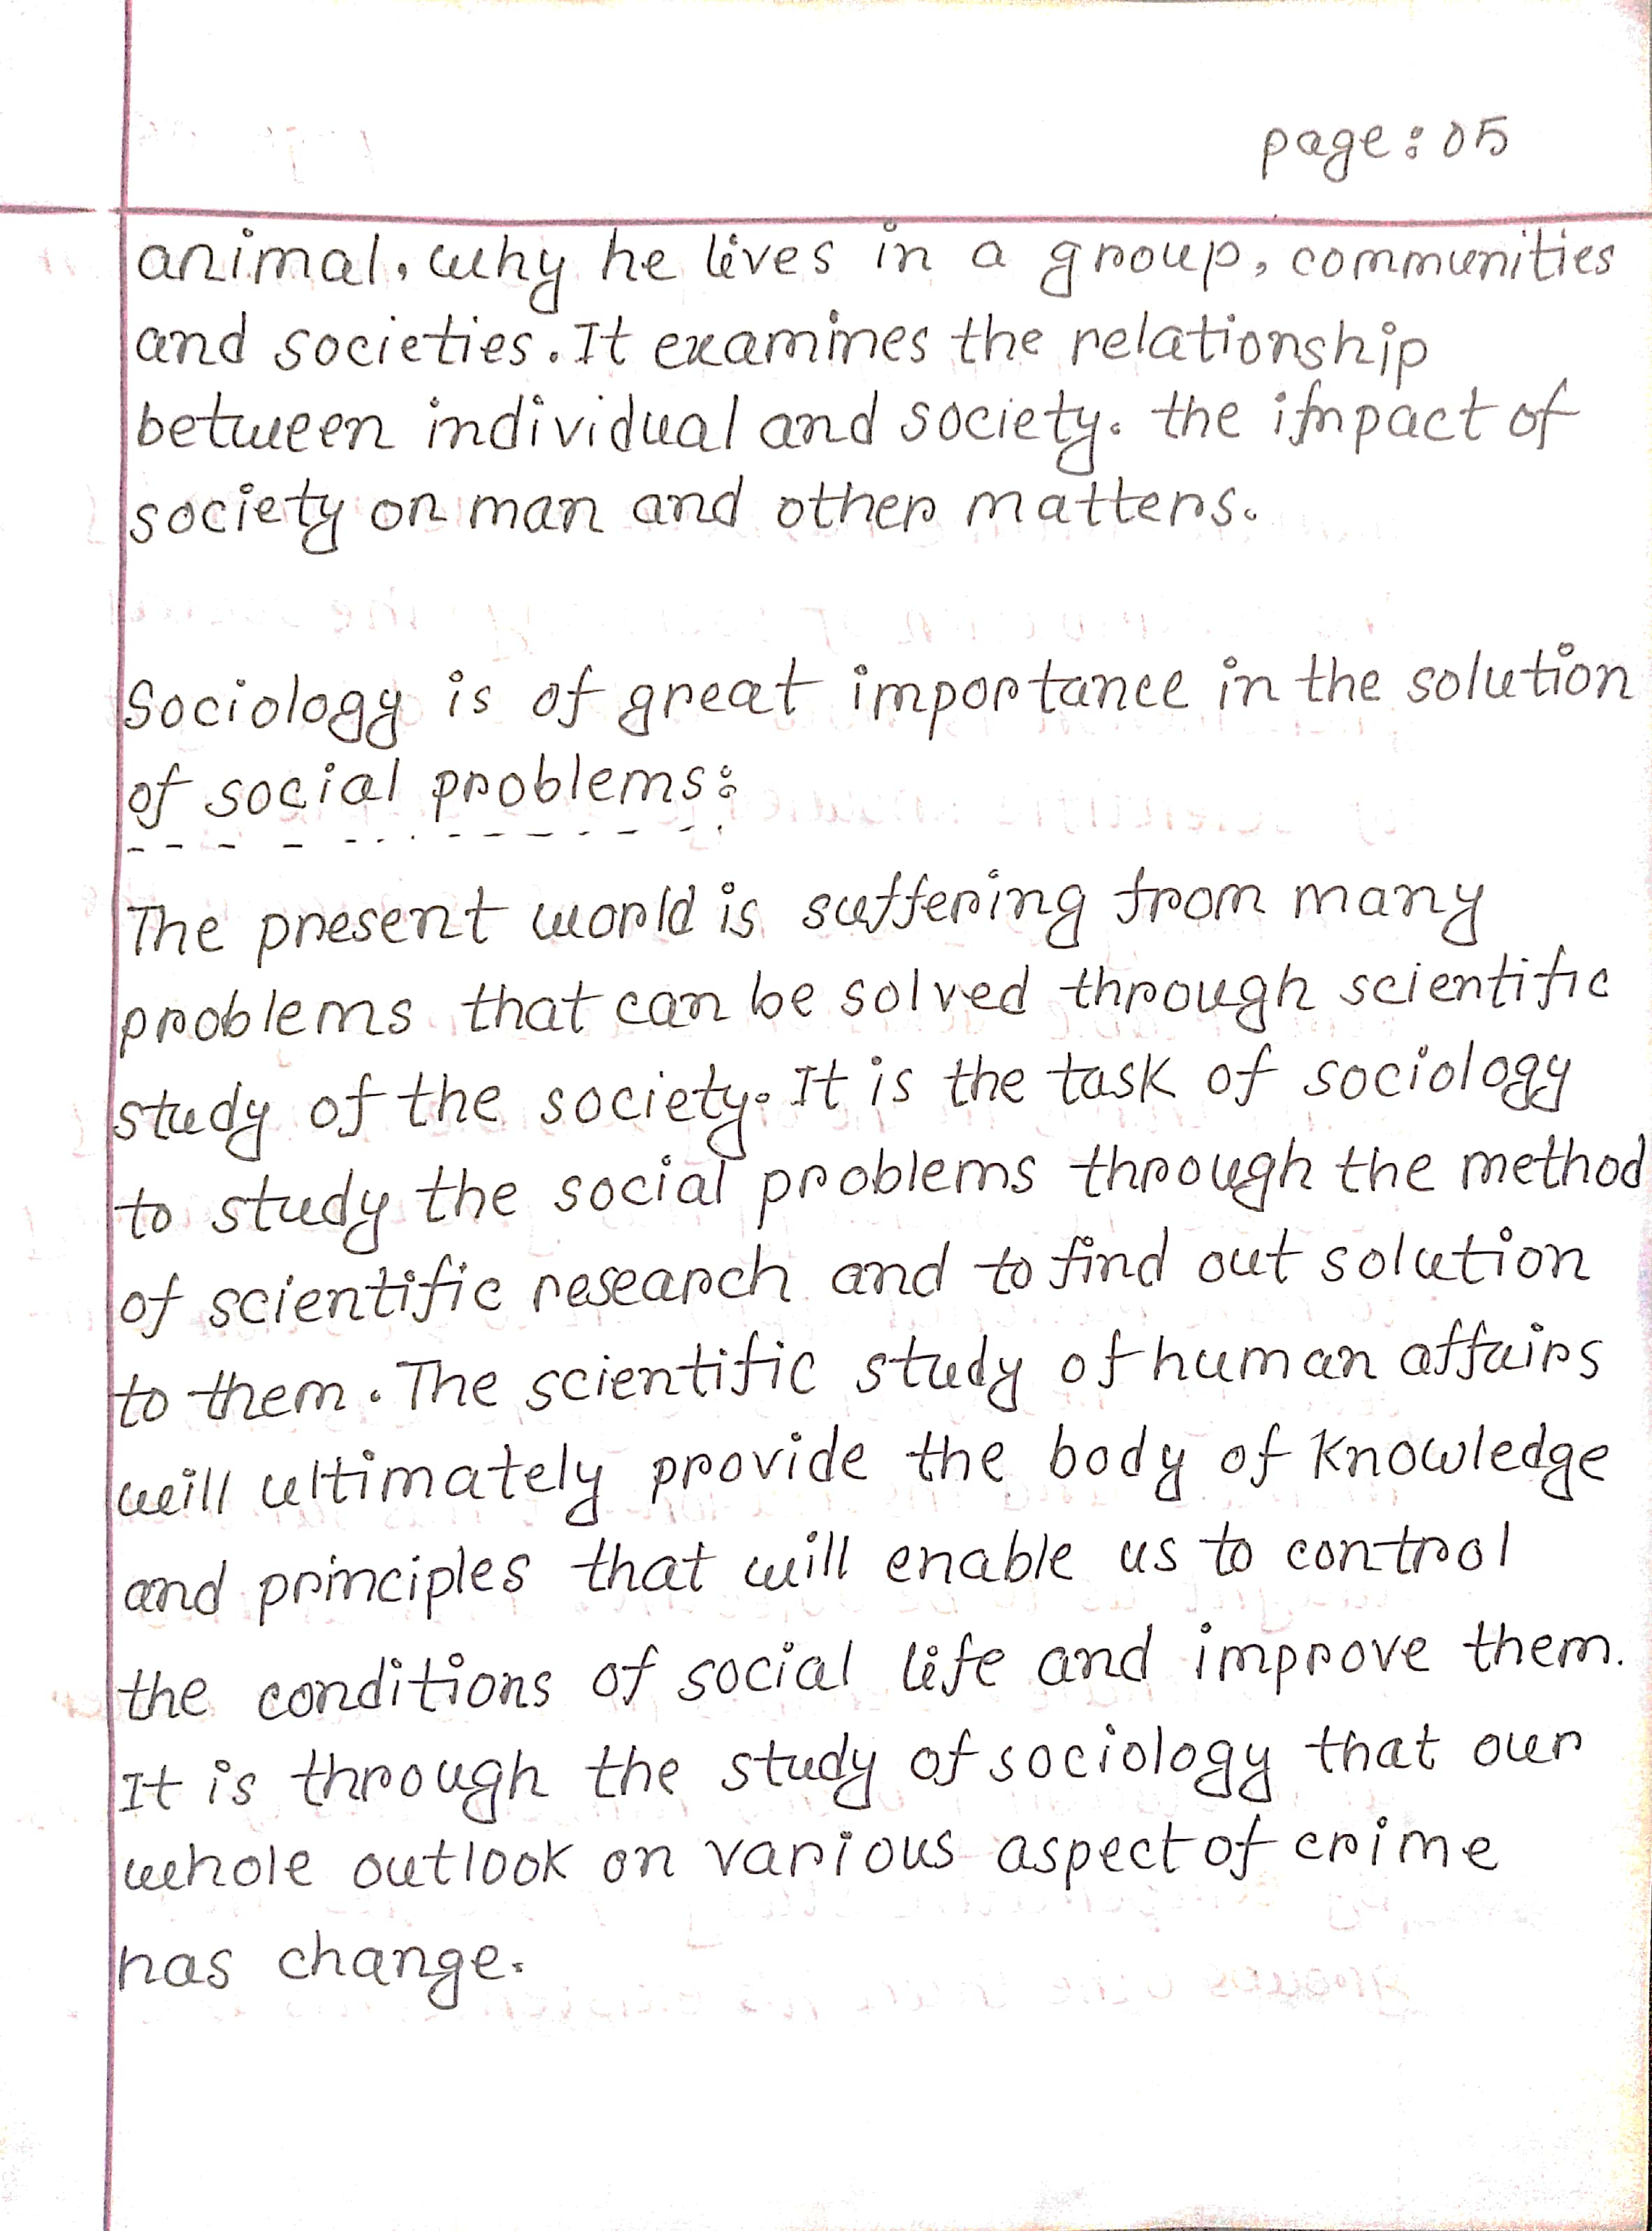 page: 05
animal, why he lives in a group, communities
and societies. It examines the relationship
between individual and society. the impact of
society on man and other matters.
Sociology is of great importance in the solution
of social problems:
The present world is suffering from many
problems that can be solved through scientific
study of the society. It is the task of sociology
to study the social problems through the method
of scientific research and to find out solution
to them. The scientific study of human affairs
will ultimately provide the body of knowledge
and principles that will enable us to control
the conditions of social life and improve them.
It is through the study of sociology that our
whole outlook on various aspect of crime
has change.